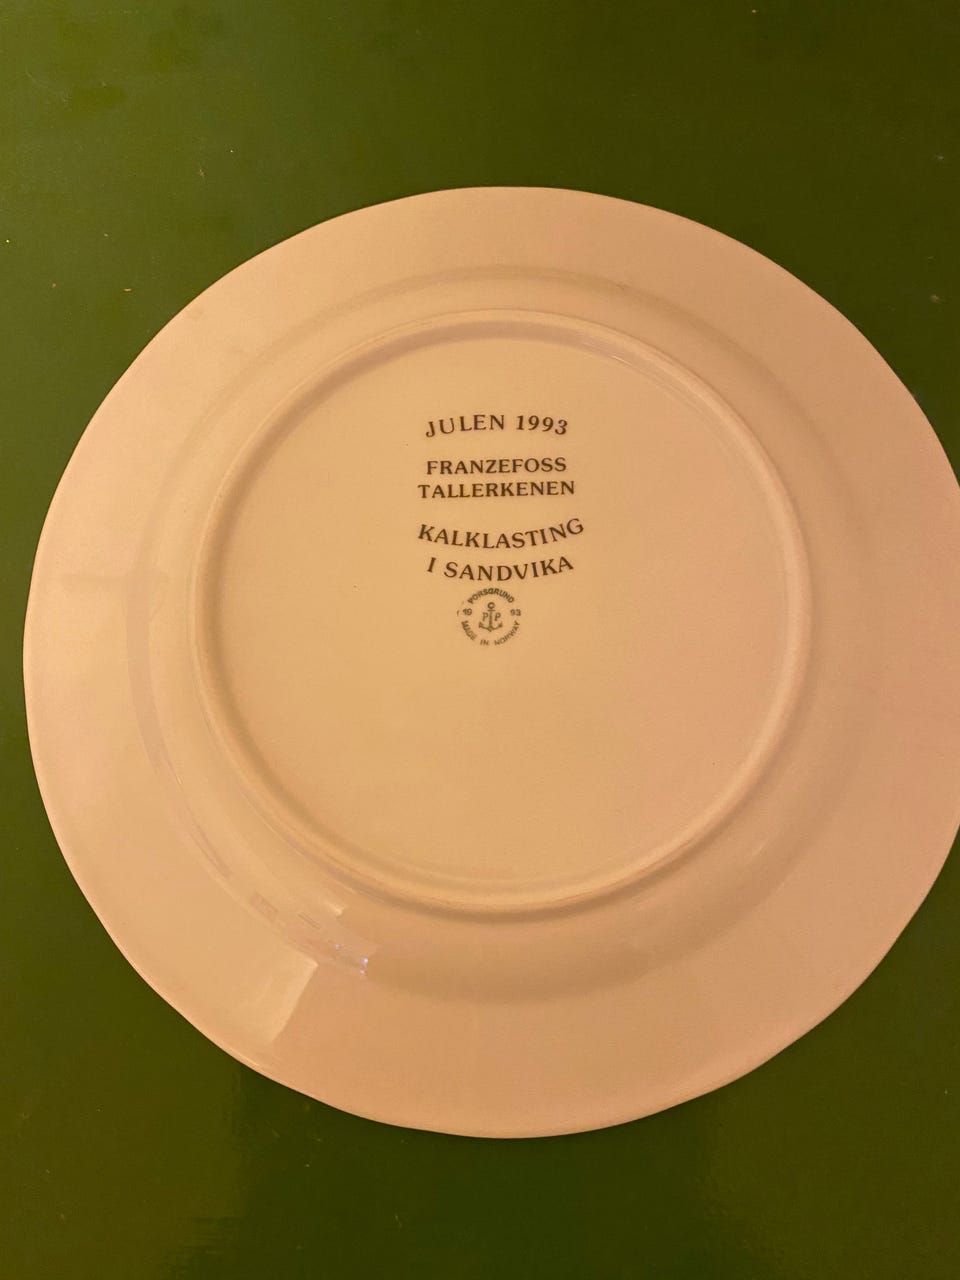 JULEN 1993
FRANZEFOSS
TALLERKENEN
KALKLASTING
I SANDVIKA
PORSGRUND
19 93
P P
MADE IN NORWAY